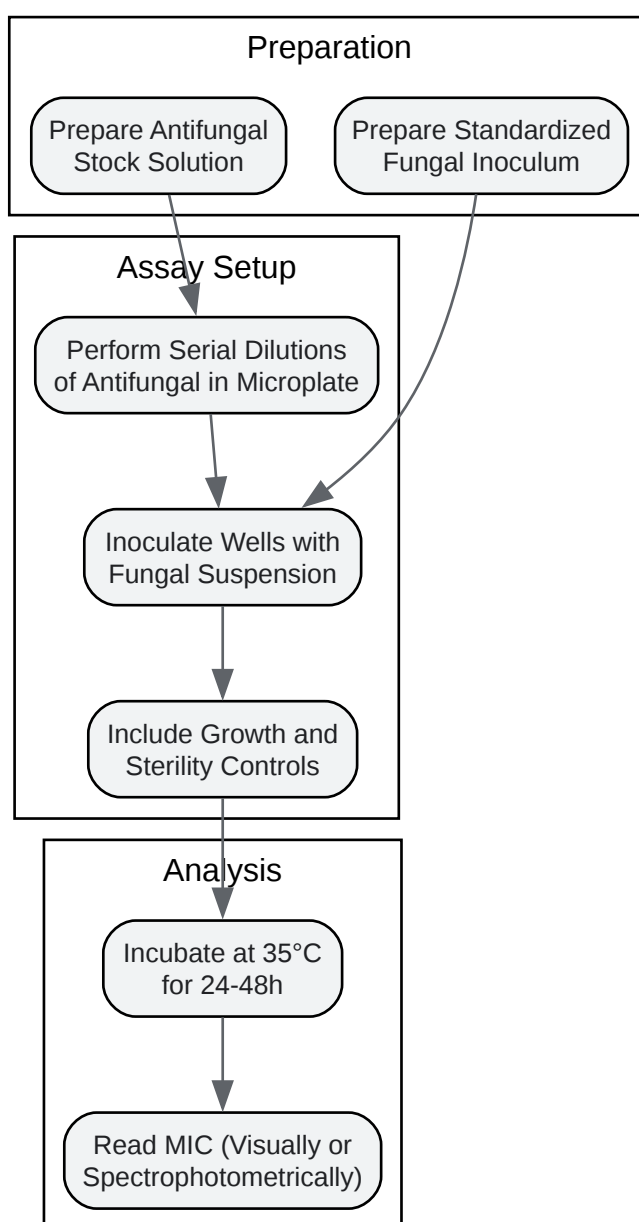 Preparation
Prepare Antifungal
Stock Solution
Prepare Standardized
Fungal Inoculum
Assay Setup
Perform Serial Dilutions
of Antifungal in Microplate
Inoculate Wells with
Fungal Suspension
Include Growth and
Sterility Controls
Analysis
Incubate at 35°C
for 24-48h
Read MIC (Visually or
Spectrophotometrically)